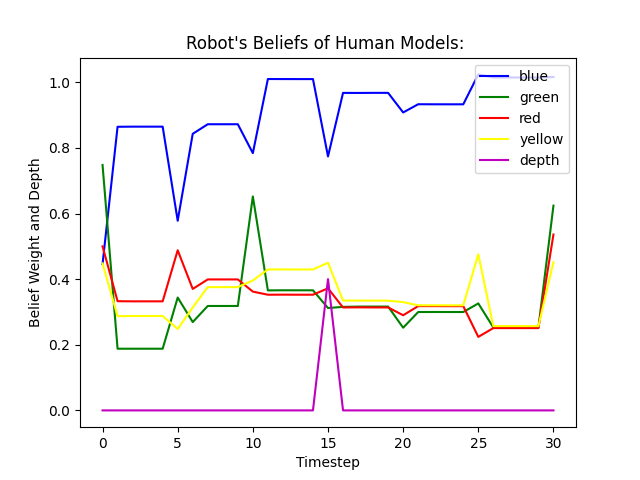 Robot's Beliefs of Human Models:
Belief Weight and Depth
1.0
0.8
0.6
0.4
0.2
0.0
0 5 10 15 20 25 30
Timestep
blue
green
red
yellow
depth